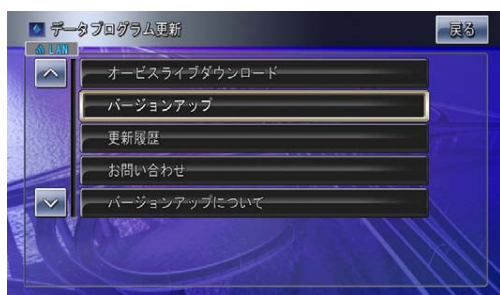 データプログラム更新
戻る
LAN
オービスライブダウンロード
バージョンアップ
更新履歴
お問い合わせ
バージョンアップについて